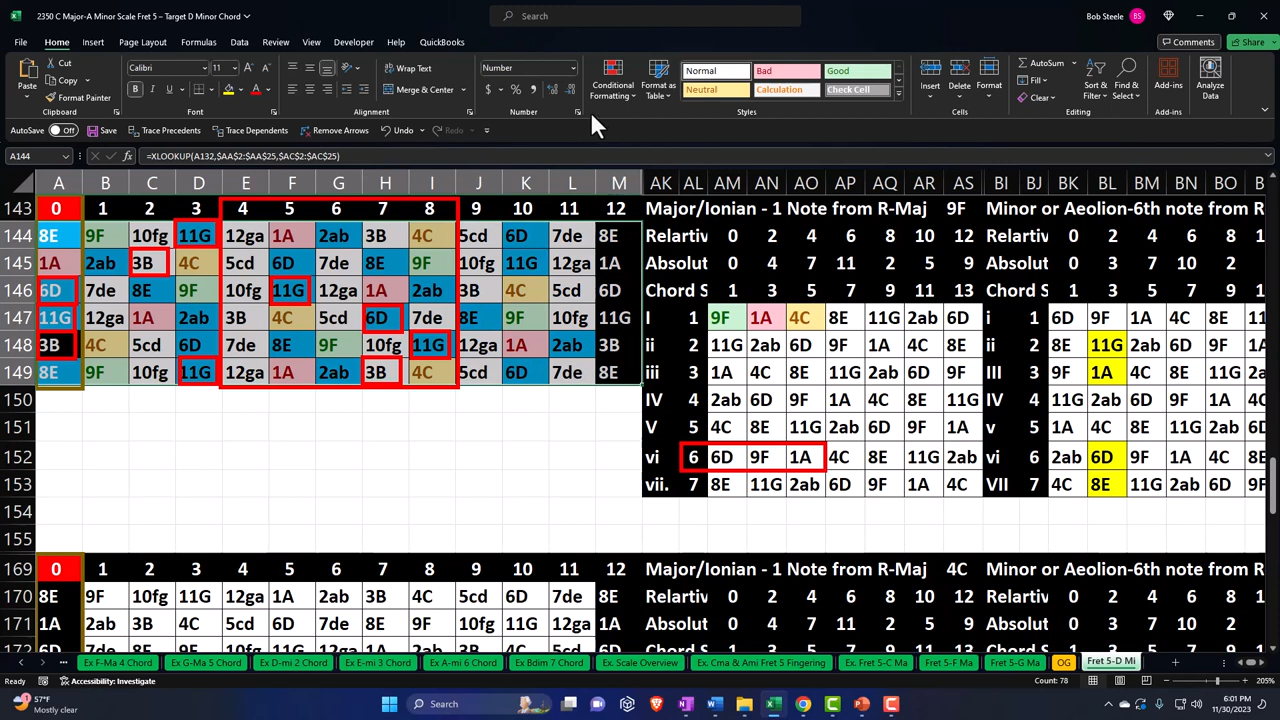 2350 C Major-A Minor Scale Fret 5 – Target D Minor Chord
Search
Bob Steele BS
File Home Insert Page Layout Formulas Data Review View Developer Help QuickBooks Comments Share
Paste Cut Copy Format Painter Clipboard
Calibri 11 Font
Wrap Text Merge & Center Alignment
Number Number
Conditional Formatting Format as Table
Normal Bad Good Neutral Calculation Check Cell Styles
Insert Delete Format Cells
AutoSum Fill Clear Sort & Filter Find & Select Editing
Add-ins Add-ins Analyze Data
AutoSave Off Save Trace Precedents Trace Dependents Remove Arrows Undo Redo
A144 fx =XLOOKUP(A132,$AA$2:$AA$25,$AC$2:$AC$25)
A B C D E F G H I J K L M AK AL AM AN AO AP AQ AR AS BI BJ BK BL BM BN BO
143 0 1 2 3 4 5 6 7 8 9 10 11 12 Major/Ionian - 1 Note from R-Maj 9F Minor or Aeolion-6th note from R
144 8E 9F 10fg 11G 12ga 1A 2ab 3B 4C 5cd 6D 7de 8E Relartiv 0 2 4 6 8 10 12 Relartiv 0 2 4 6 8
145 1A 2ab 3B 4C 5cd 6D 7de 8E 9F 10fg 11G 12ga 1A Absolut 0 4 7 11 2 5 9 Absolut 0 3 7 10 2
146 6D 7de 8E 9F 10fg 11G 12ga 1A 2ab 3B 4C 5cd 6D Chord S 1 3 5 7 9 11 13 Chord S 1 3 5 7 9
147 11G 12ga 1A 2ab 3B 4C 5cd 6D 7de 8E 9F 10fg 11G I 1 9F 1A 4C 8E 11G 2ab 6D i 1 6D 9F 1A 4C 8E
148 3B 4C 5cd 6D 7de 8E 9F 10fg 11G 12ga 1A 2ab 3B ii 2 11G 2ab 6D 9F 1A 4C 8E ii 2 8E 11G 2ab 6D 9F
149 8E 9F 10fg 11G 12ga 1A 2ab 3B 4C 5cd 6D 7de 8E iii 3 1A 4C 8E 11G 2ab 6D 9F III 3 9F 1A 4C 8E 11G
150 IV 4 2ab 6D 9F 1A 4C 8E 11G iv 4 11G 2ab 6D 9F 1A
151 V 5 4C 8E 11G 2ab 6D 9F 1A v 5 1A 4C 8E 11G 2ab
152 vi 6 6D 9F 1A 4C 8E 11G 2ab vi 6 2ab 6D 9F 1A 4C
153 vii. 7 8E 11G 2ab 6D 9F 1A 4C VII 7 4C 8E 11G 2ab 6D
154
155
169 0 1 2 3 4 5 6 7 8 9 10 11 12 Major/Ionian - 1 Note from R-Maj 4C Minor or Aeolion-6th note from R
170 8E 9F 10fg 11G 12ga 1A 2ab 3B 4C 5cd 6D 7de 8E Relartiv 0 2 4 6 8 10 12 Relartiv 0 2 4 6 8
171 1A 2ab 3B 4C 5cd 6D 7de 8E 9F 10fg 11G 12ga 1A Absolut 0 4 7 11 2 5 9 Absolut 0 3 7 10 2
Ex F-Ma 4 Chord Ex G-Ma 5 Chord Ex D-mi 2 Chord Ex E-mi 3 Chord Ex A-mi 6 Chord Ex Bdim 7 Chord Ex. Scale Overview Ex. Cma & Ami Fret 5 Fingering Ex. Fret 5-C Ma Fret 5-F Ma Fret 5-G Ma OG Fret 5-D Mi
Ready Accessibility: Investigate Count: 78 205%
57°F
Mostly clear
Search
6:01 PM
11/30/2023